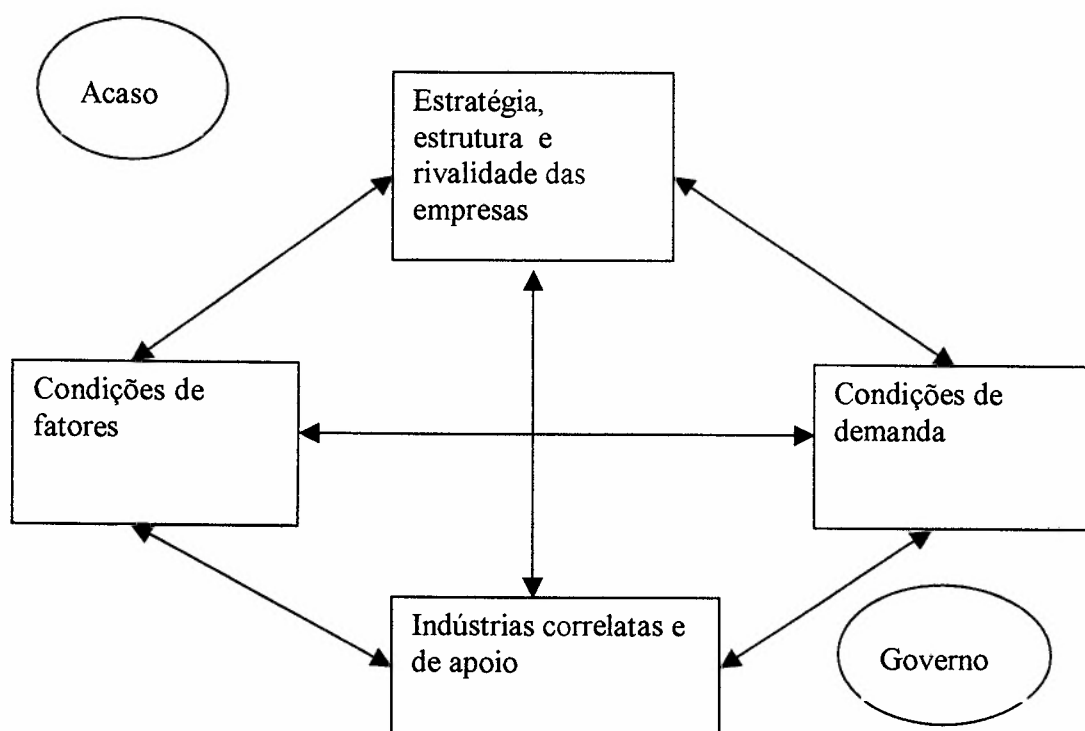 Acaso
Estratégia,
estrutura e
rivalidade das
empresas
Condições de
fatores
Condições de
demanda
Indústrias correlatas e
de apoio
Governo